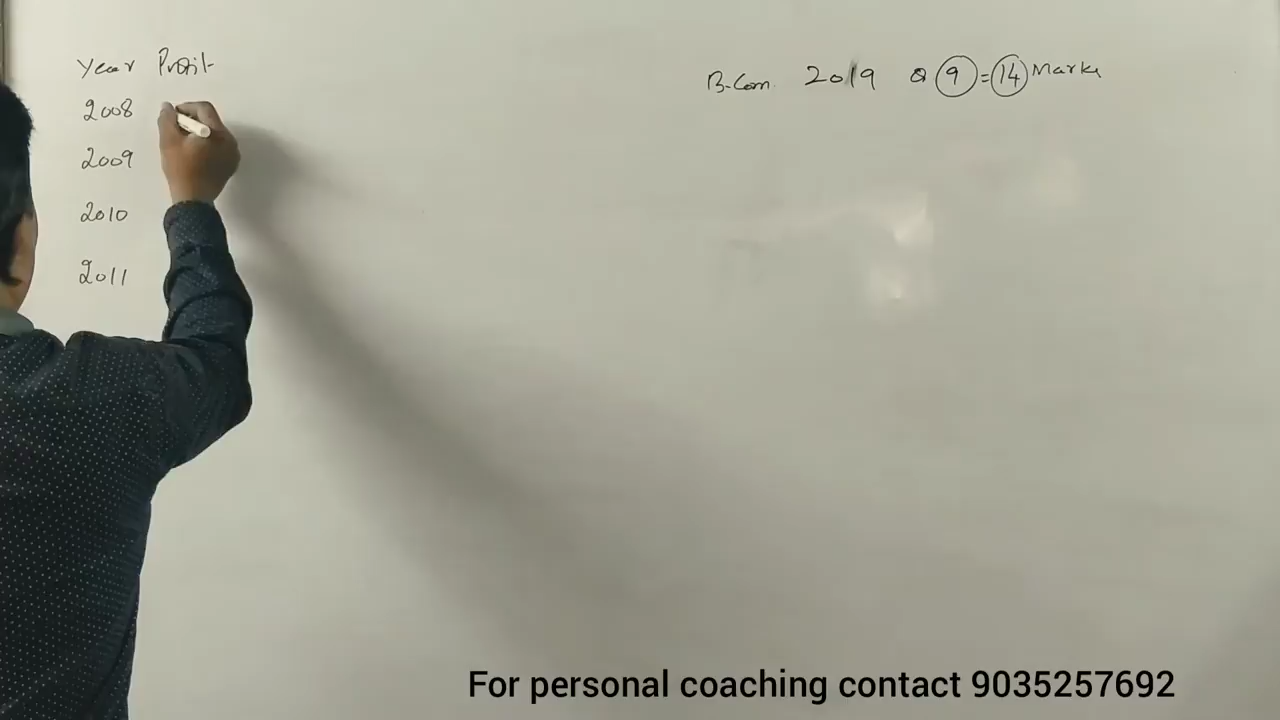 Year Profit
2008
2009
2010
2011
B.Com. 2019 Q 9 = 14 Marks
For personal coaching contact 9035257692